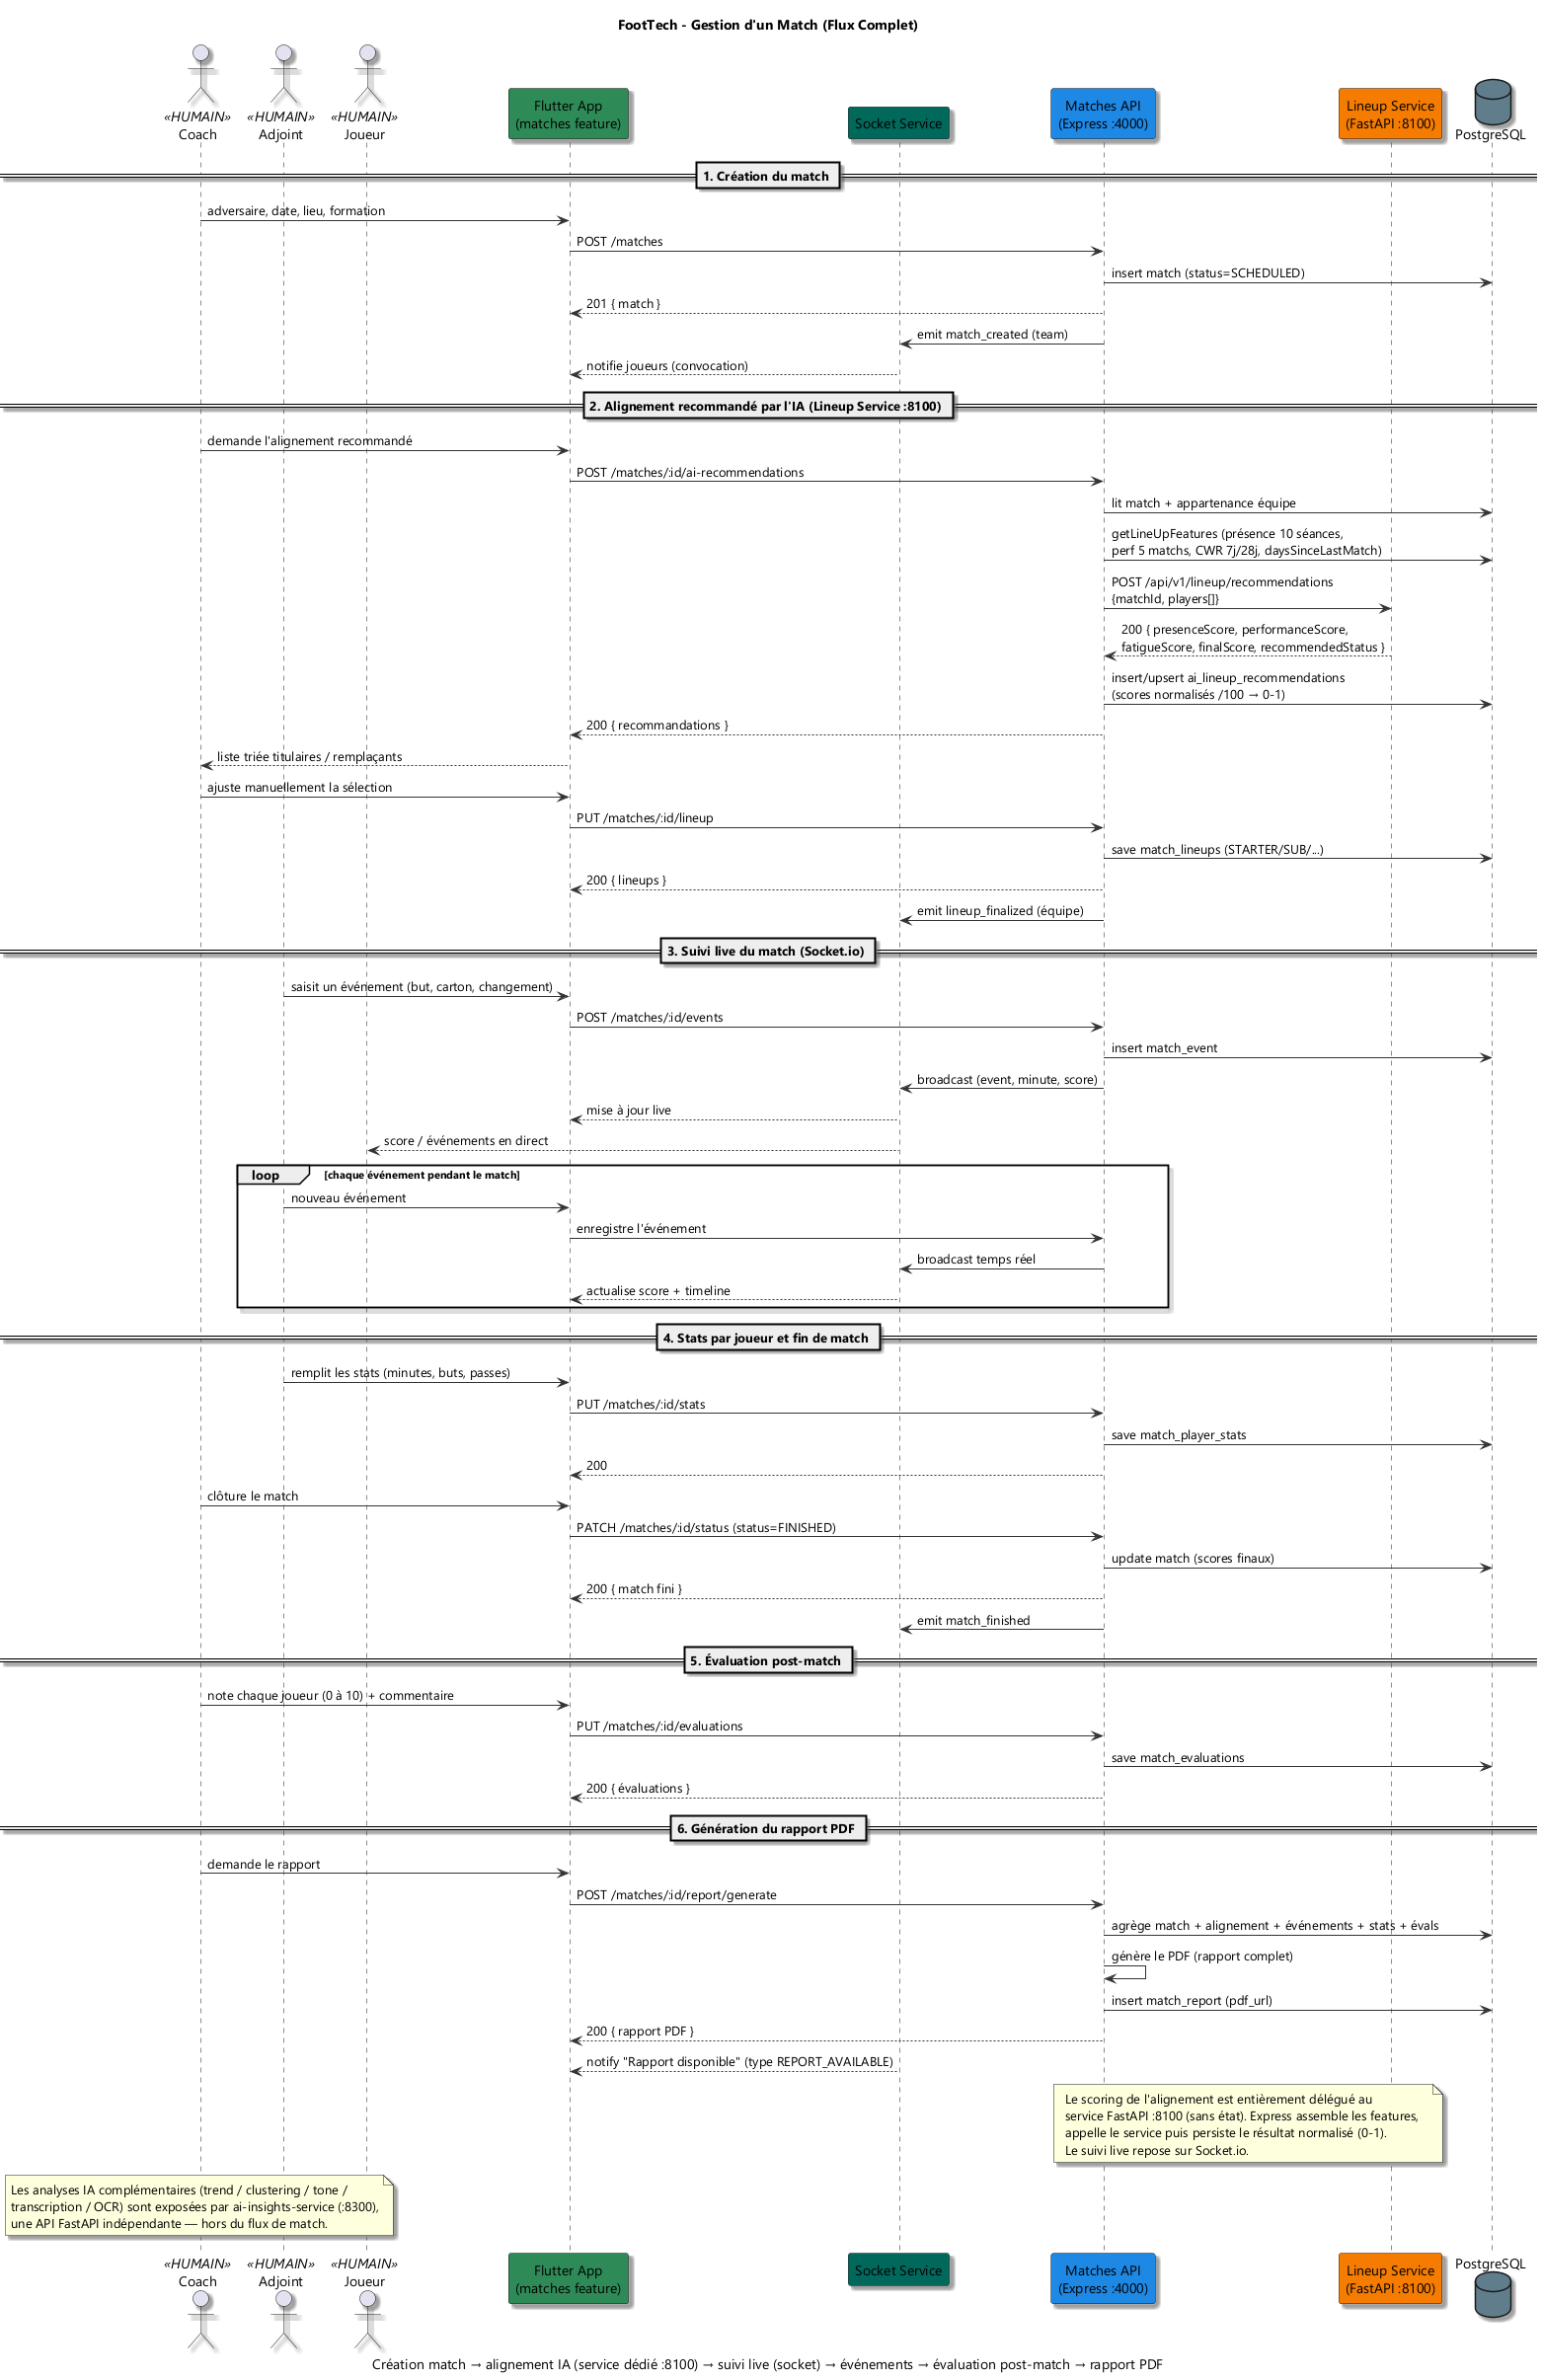 FootTech - Gestion d'un Match (Flux Complet)
«HUMAIN»
Coach
«HUMAIN»
Adjoint
«HUMAIN»
Joueur
Flutter App
(matches feature)
Socket Service
Matches API
(Express :4000)
Lineup Service
(FastAPI :8100)
PostgreSQL
1. Création du match
adversaire, date, lieu, formation
POST /matches
insert match (status=SCHEDULED)
201 { match }
emit match_created (team)
notifie joueurs (convocation)
2. Alignement recommandé par l'IA (Lineup Service :8100)
demande l'alignement recommandé
POST /matches/:id/ai-recommendations
lit match + appartenance équipe
getLineUpFeatures (présence 10 séances,
perf 5 matchs, CWR 7j/28j, daysSinceLastMatch)
POST /api/v1/lineup/recommendations
{matchId, players[]}
200 { presenceScore, performanceScore,
fatigueScore, finalScore, recommendedStatus }
insert/upsert ai_lineup_recommendations
(scores normalisés /100 → 0-1)
200 { recommandations }
liste triée titulaires / remplaçants
ajuste manuellement la sélection
PUT /matches/:id/lineup
save match_lineups (STARTER/SUB/...)
200 { lineups }
emit lineup_finalized (équipe)
3. Suivi live du match (Socket.io)
saisit un événement (but, carton, changement)
POST /matches/:id/events
insert match_event
broadcast (event, minute, score)
mise à jour live
score / événements en direct
loop [chaque événement pendant le match]
nouveau événement
enregistre l'événement
broadcast temps réel
actualise score + timeline
4. Stats par joueur et fin de match
remplit les stats (minutes, buts, passes)
PUT /matches/:id/stats
save match_player_stats
200
clôture le match
PATCH /matches/:id/status (status=FINISHED)
update match (scores finaux)
200 { match fini }
emit match_finished
5. Évaluation post-match
note chaque joueur (0 à 10) + commentaire
PUT /matches/:id/evaluations
save match_evaluations
200 { évaluations }
6. Génération du rapport PDF
demande le rapport
POST /matches/:id/report/generate
agrège match + alignement + événements + stats + évals
génère le PDF (rapport complet)
insert match_report (pdf_url)
200 { rapport PDF }
notify "Rapport disponible" (type REPORT_AVAILABLE)
Le scoring de l'alignement est entièrement délégué au
service FastAPI :8100 (sans état). Express assemble les features,
appelle le service puis persiste le résultat normalisé (0-1).
Le suivi live repose sur Socket.io.
Les analyses IA complémentaires (trend / clustering / tone /
transcription / OCR) sont exposées par ai-insights-service (:8300),
une API FastAPI indépendante — hors du flux de match.
«HUMAIN»
Coach
«HUMAIN»
Adjoint
«HUMAIN»
Joueur
Flutter App
(matches feature)
Socket Service
Matches API
(Express :4000)
Lineup Service
(FastAPI :8100)
PostgreSQL
Création match → alignement IA (service dédié :8100) → suivi live (socket) → événements → évaluation post-match → rapport PDF